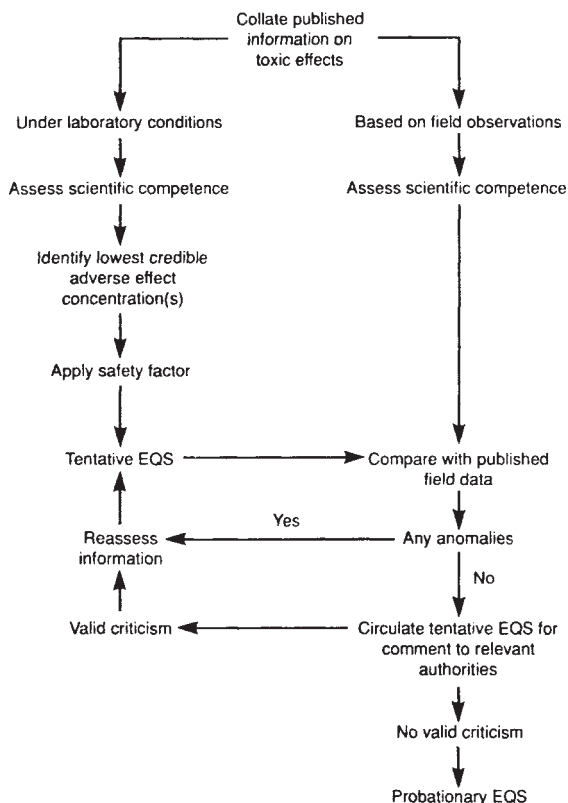 Collate published
information on
toxic effects
Under laboratory conditions
Based on field observations
Assess scientific competence
Assess scientific competence
Identify lowest credible
adverse effect
concentration(s)
Apply safety factor
Tentative EQS
Compare with published
field data
Yes
Reassess
information
Any anomalies
No
Valid criticism
Circulate tentative EQS for
comment to relevant
authorities
No valid criticism
Probationary EQS